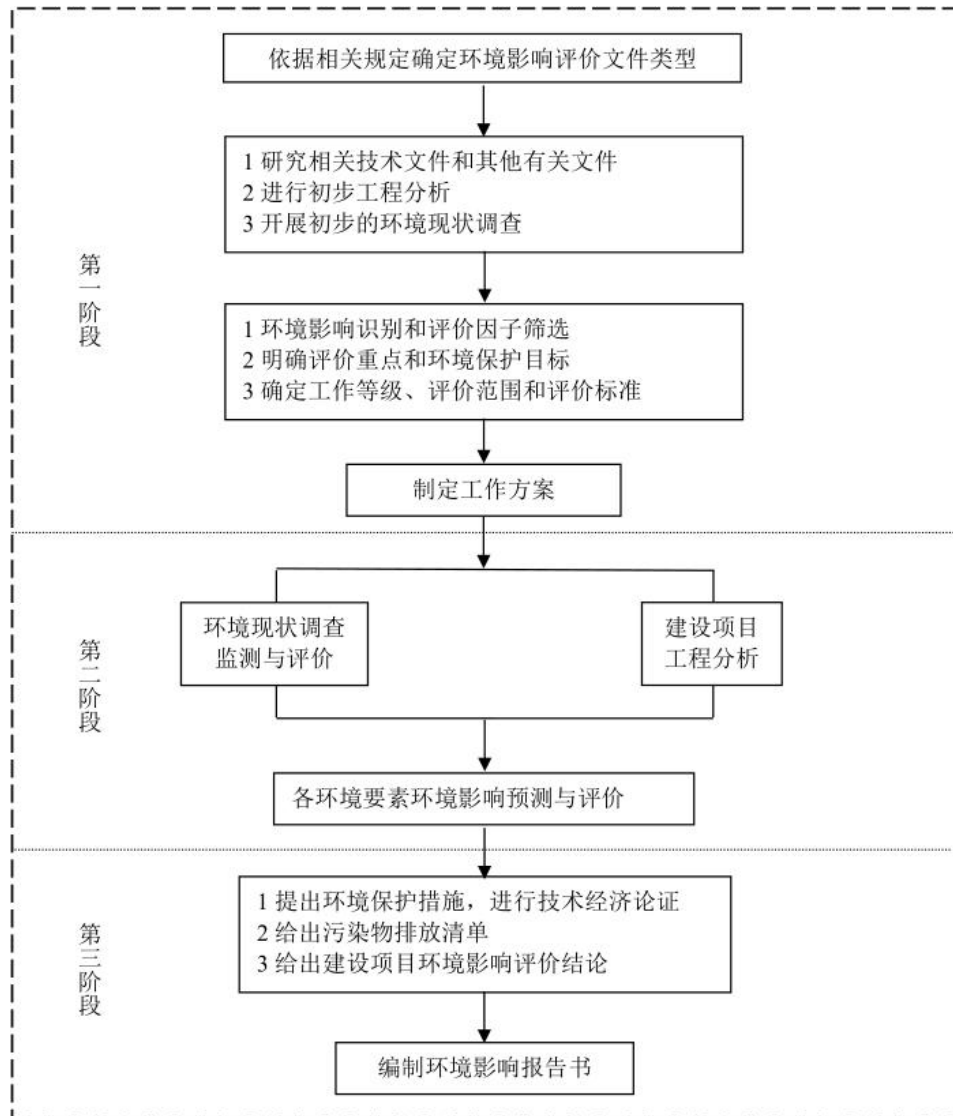 依据相关规定确定环境影响评价文件类型
1 研究相关技术文件和其他有关文件
2 进行初步工程分析
3 开展初步的环境现状调查
第一阶段
1 环境影响识别和评价因子筛选
2 明确评价重点和环境保护目标
3 确定工作等级、评价范围和评价标准
制定工作方案
第二阶段
环境现状调查
监测与评价
建设项目
工程分析
各环境要素环境影响预测与评价
第三阶段
1 提出环境保护措施，进行技术经济论证
2 给出污染物排放清单
3 给出建设项目环境影响评价结论
编制环境影响报告书